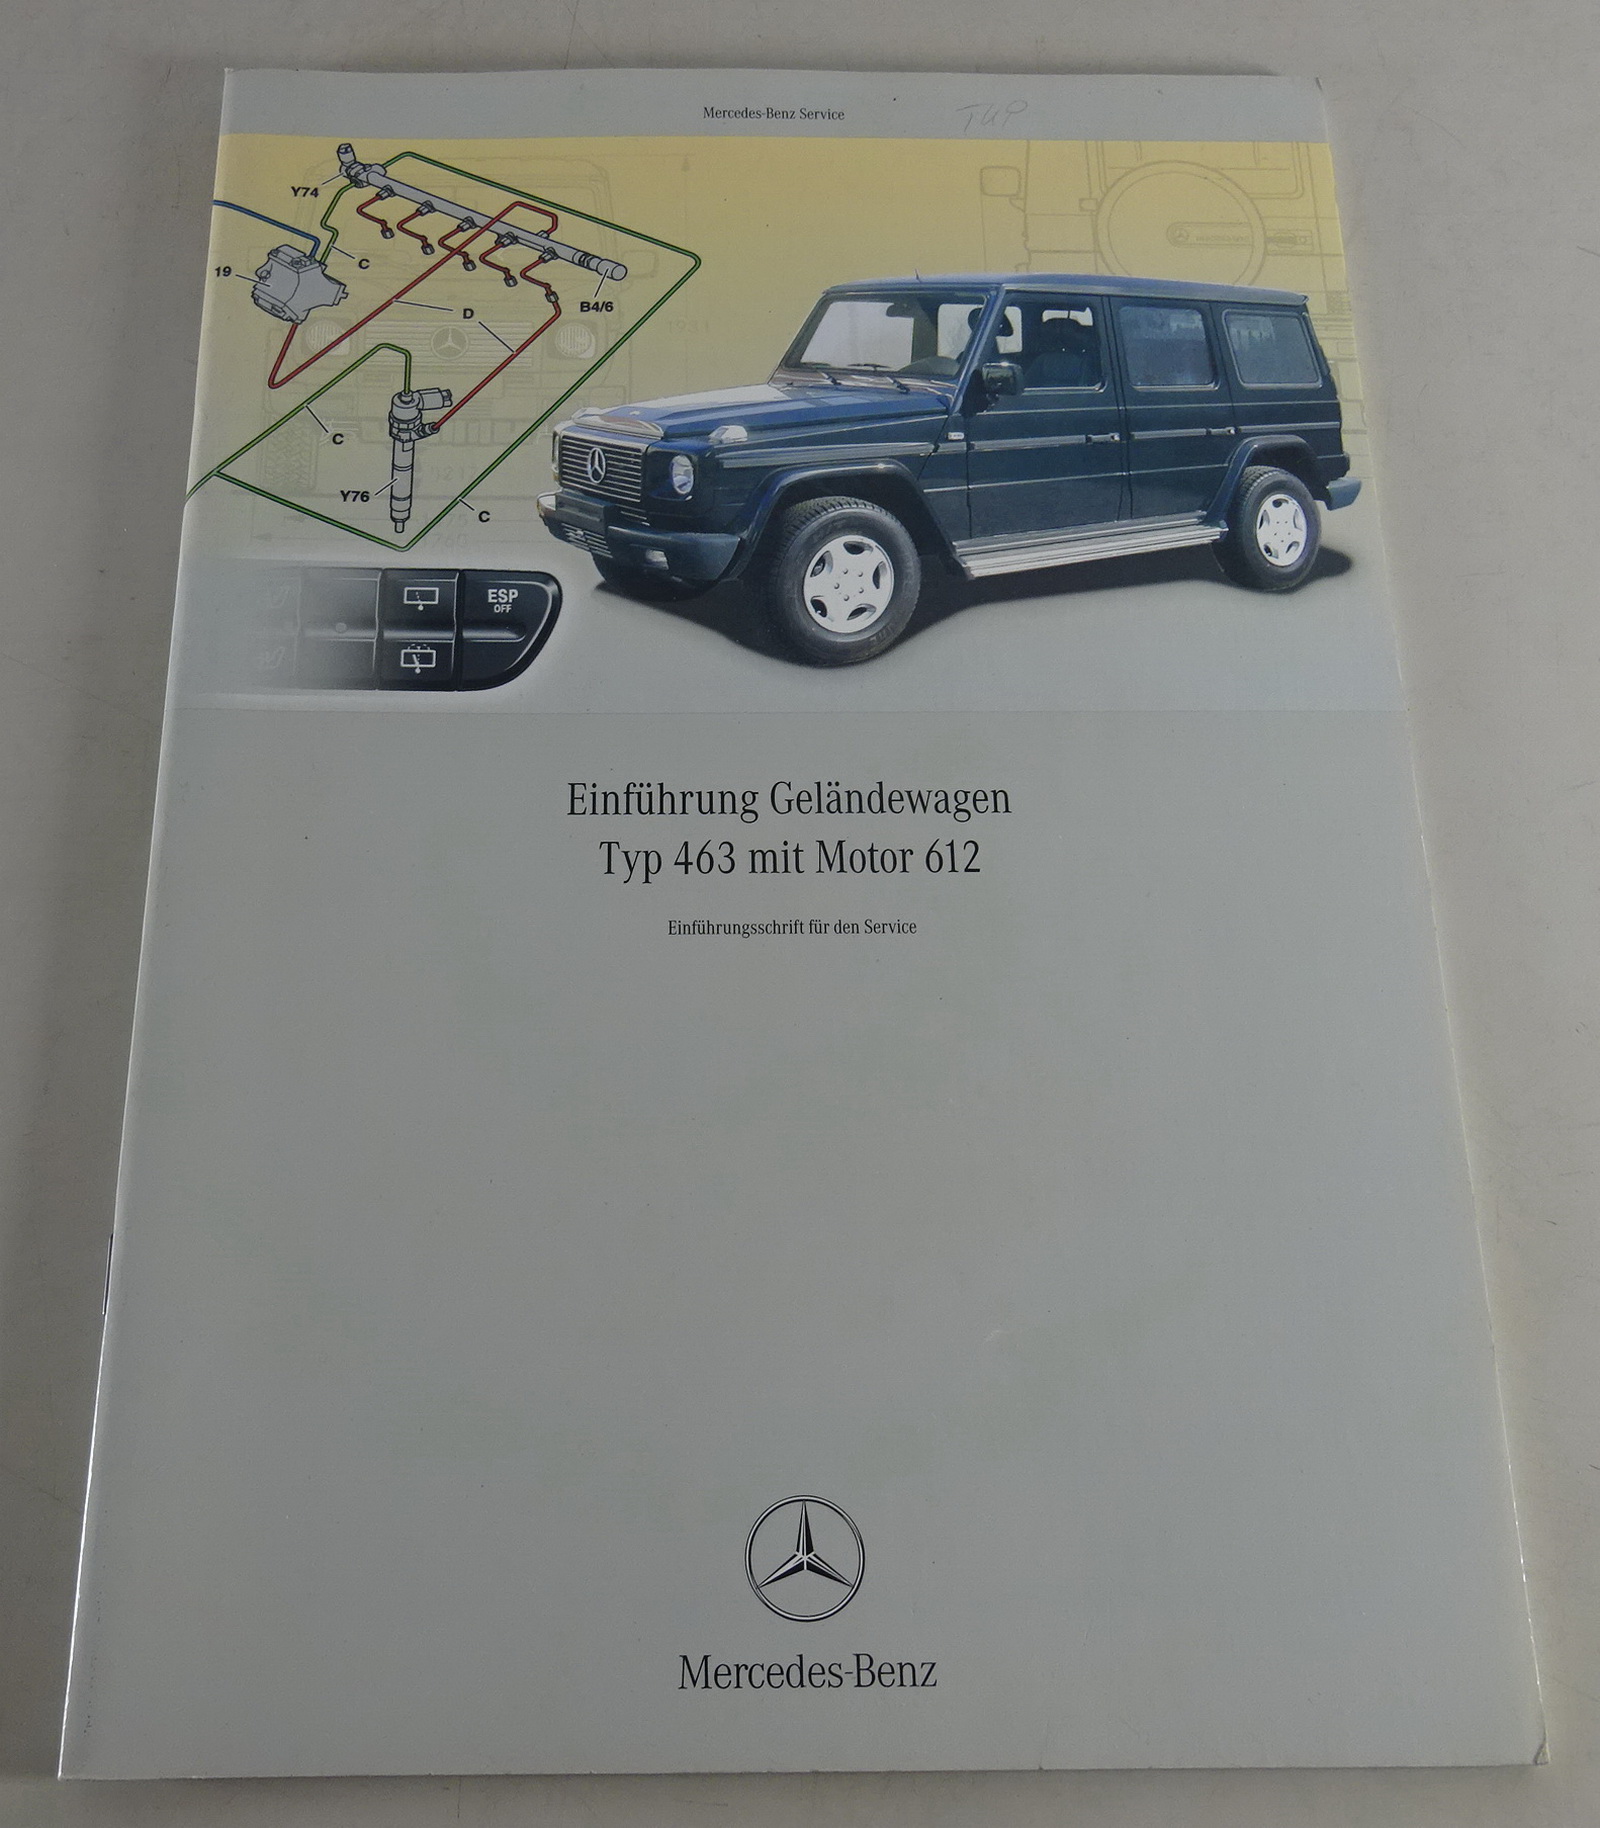 Mercedes-Benz Service
Y74
C
19
D
B4/6
C
Y76
C
ESP
OFF
Einführung Geländewagen
Typ 463 mit Motor 612
Einführungsschrift für den Service
Mercedes-Benz